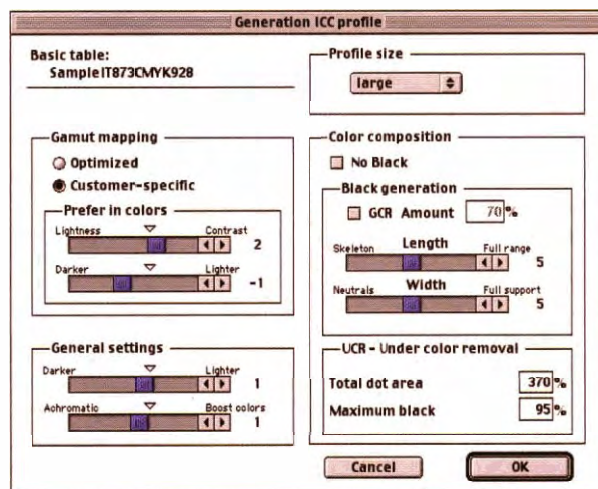 Generation ICC profile
Basic table:
SampleIT873CMYK928
Profile size
large
Gamut mapping
Optimized
Customer-specific
Prefer in colors
Lightness Contrast
2
Darker Lighter
-1
General settings
Darker Lighter
1
Achromatic Boost colors
1
Color composition
No Black
Black generation
GCR Amount 70%
Skeleton Length Full range
5
Neutrals Width Full support
5
UCR - Under color removal
Total dot area 370%
Maximum black 95%
Cancel OK